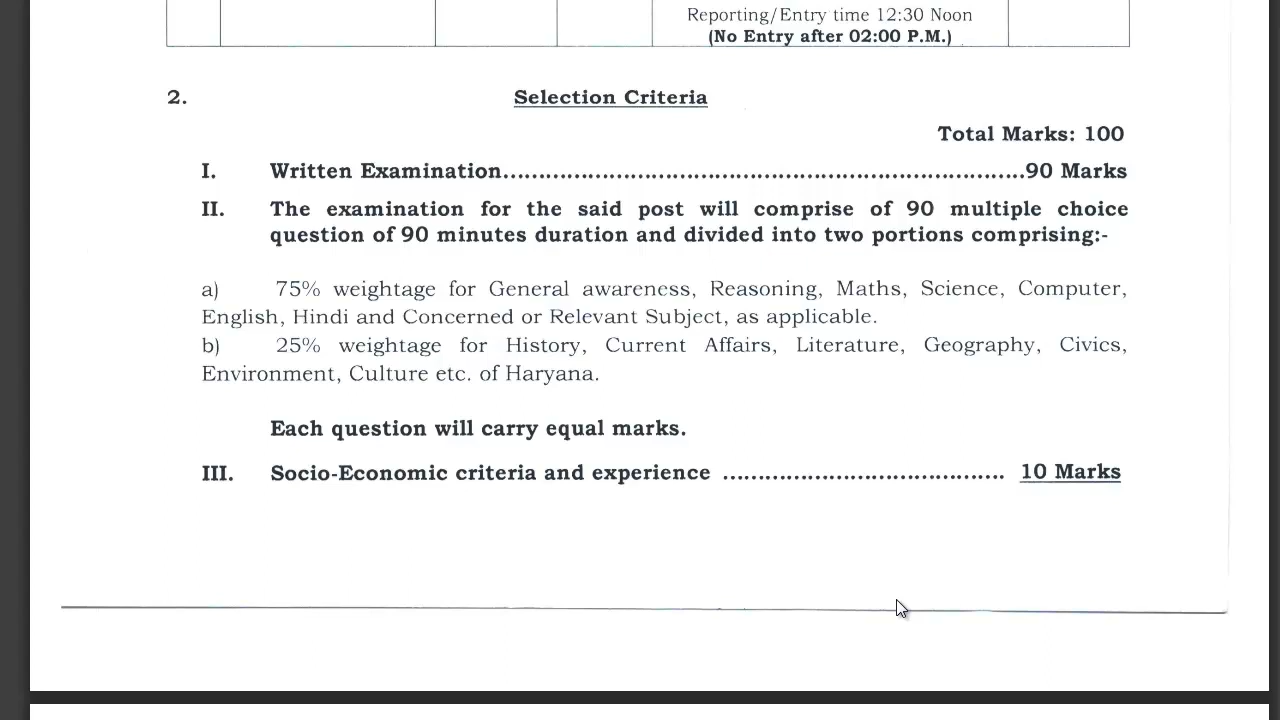 Reporting/Entry time 12:30 Noon
(No Entry after 02:00 P.M.)
2. Selection Criteria
Total Marks: 100
I. Written Examination........................................................................90 Marks
II. The examination for the said post will comprise of 90 multiple choice
question of 90 minutes duration and divided into two portions comprising:-
a) 75% weightage for General awareness, Reasoning, Maths, Science, Computer,
English, Hindi and Concerned or Relevant Subject, as applicable.
b) 25% weightage for History, Current Affairs, Literature, Geography, Civics,
Environment, Culture etc. of Haryana.
Each question will carry equal marks.
III. Socio-Economic criteria and experience ....................................... 10 Marks